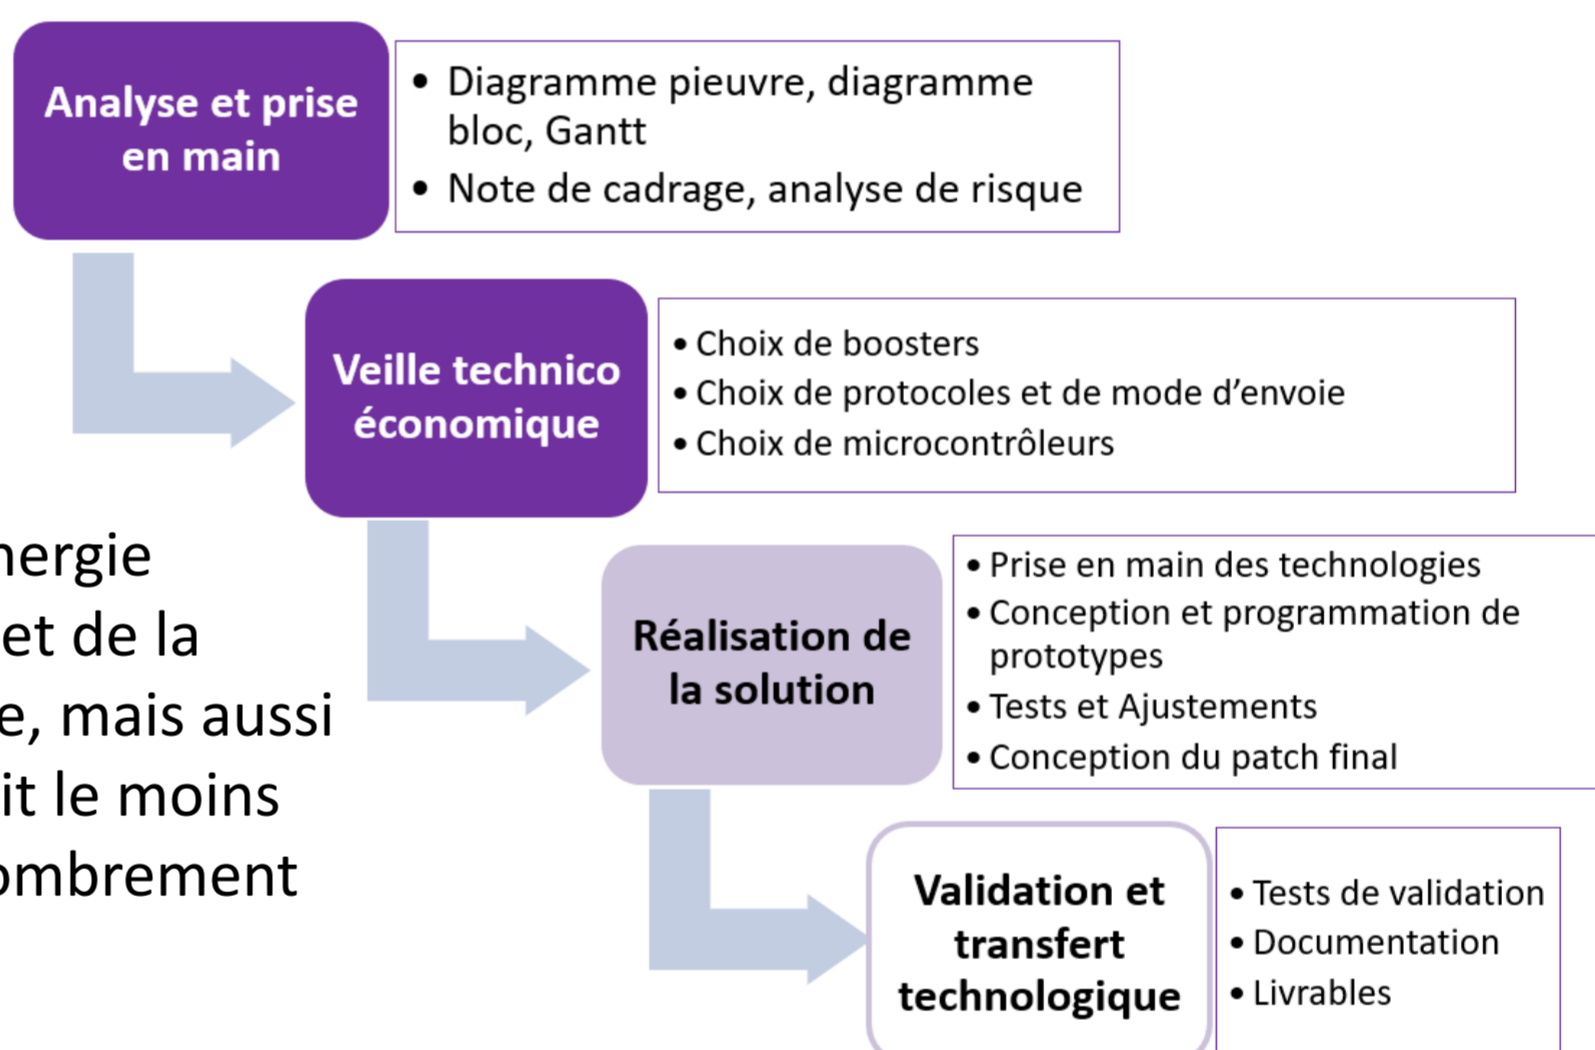 Analyse et prise
en main
• Diagramme pieuvre, diagramme
bloc, Gantt
• Note de cadrage, analyse de risque
Veille technico
économique
• Choix de boosters
• Choix de protocoles et de mode d’envoie
• Choix de microcontrôleurs
Réalisation de
la solution
• Prise en main des technologies
• Conception et programmation de
prototypes
• Tests et Ajustements
• Conception du patch final
Validation et
transfert
technologique
• Tests de validation
• Documentation
• Livrables
et de la
mais aussi
le moins